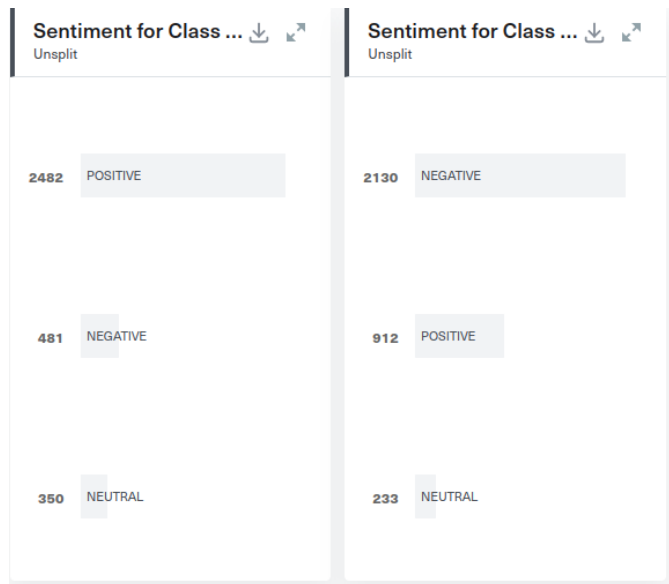 Sentiment for Class ...
Unsplit
2482 POSITIVE
481 NEGATIVE
350 NEUTRAL
Sentiment for Class ...
Unsplit
2130 NEGATIVE
912 POSITIVE
233 NEUTRAL